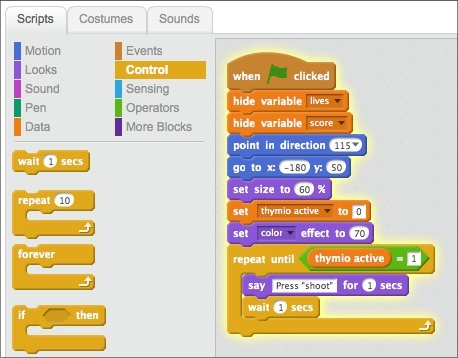 Scripts Costumes Sounds
Motion Events
Looks Control
Sound Sensing
Pen Operators
Data More Blocks
wait 1 secs
repeat 10
forever
if then
when clicked
hide variable lives
hide variable score
point in direction 115
go to x: -180 y: 50
set size to 60 %
set thymio active to 0
set color effect to 70
repeat until thymio active = 1
say Press "shoot" for 1 secs
wait 1 secs